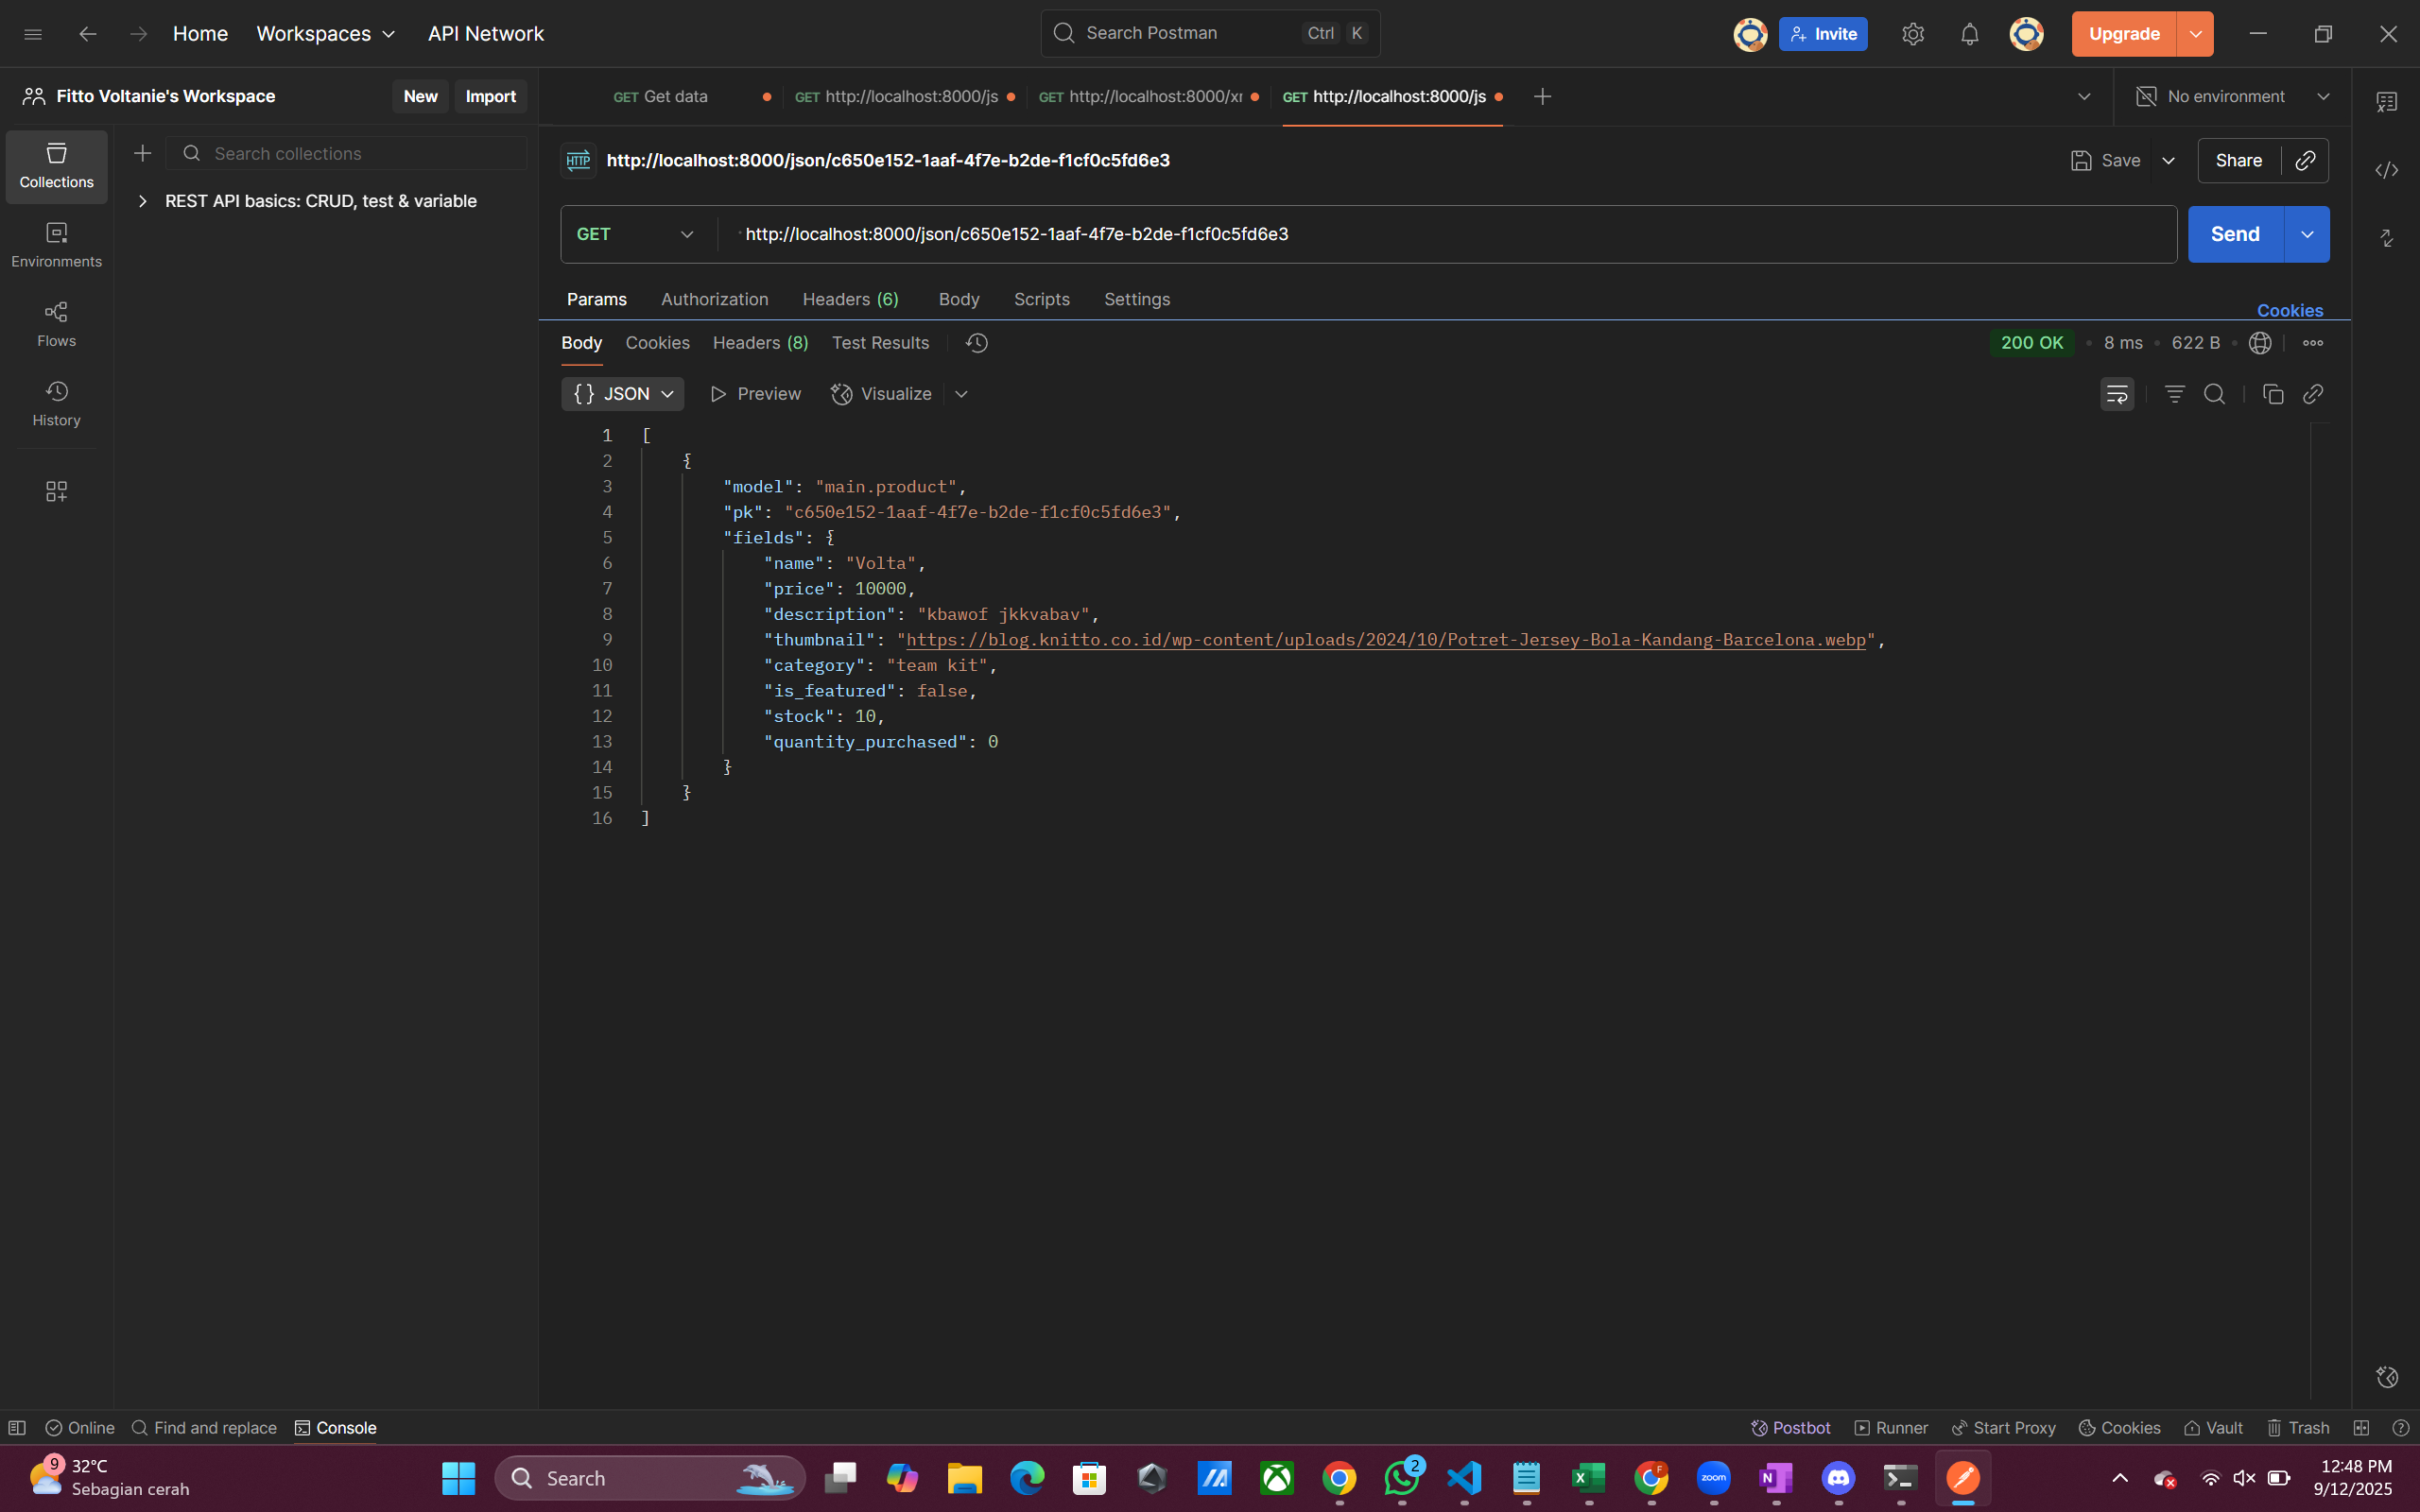 Home Workspaces API Network Search Postman Ctrl K Invite Upgrade
Fitto Voltanie's Workspace New Import GET Get data GET http://localhost:8000/js GET http://localhost:8000/xr GET http://localhost:8000/js No environment
Collections
Search collections
REST API basics: CRUD, test & variable
Environments
Flows
History
HTTP http://localhost:8000/json/c650e152-1aaf-4f7e-b2de-f1cf0c5fd6e3 Save Share
GET http://localhost:8000/json/c650e152-1aaf-4f7e-b2de-f1cf0c5fd6e3 Send
Params Authorization Headers (6) Body Scripts Settings Cookies
Body Cookies Headers (8) Test Results 200 OK • 8 ms • 622 B
{} JSON Preview Visualize
1 [
2 {
3 "model": "main.product",
4 "pk": "c650e152-1aaf-4f7e-b2de-f1cf0c5fd6e3",
5 "fields": {
6 "name": "Volta",
7 "price": 10000,
8 "description": "kbawof jkkvabav",
9 "thumbnail": "https://blog.knitto.co.id/wp-content/uploads/2024/10/Potret-Jersey-Bola-Kandang-Barcelona.webp",
10 "category": "team kit",
11 "is_featured": false,
12 "stock": 10,
13 "quantity_purchased": 0
14 }
15 }
16 ]
Online Find and replace Console Postbot Runner Start Proxy Cookies Vault Trash
9 32°C
Sebagian cerah
Search
zoom
2
12:48 PM
9/12/2025